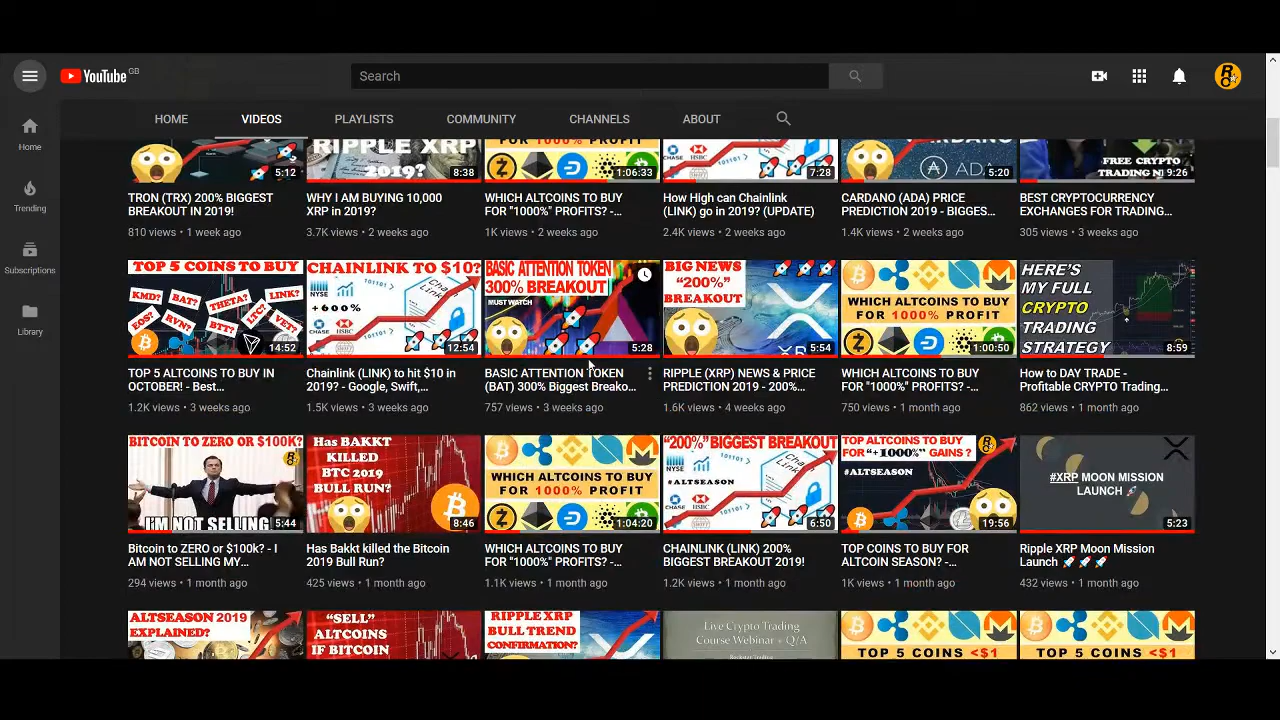 YouTube GB
Search
HOME VIDEOS PLAYLISTS COMMUNITY CHANNELS ABOUT
Home
Trending
Subscriptions
Library
5:12
RIPPLE XRP
2019?
8:38
FOR 1000% PROFITS?
1:06:33
CHASE HSBC
7:28
CARDANO
ADA
5:20
FREE CRYPTO
TRADING
9:26
TRON (TRX) 200% BIGGEST
BREAKOUT IN 2019!
810 views • 1 week ago
WHY I AM BUYING 10,000
XRP in 2019?
3.7K views • 2 weeks ago
WHICH ALTCOINS TO BUY
FOR "1000%" PROFITS? -...
1K views • 2 weeks ago
How High can Chainlink
(LINK) go in 2019? (UPDATE)
2.4K views • 2 weeks ago
CARDANO (ADA) PRICE
PREDICTION 2019 - BIGGES...
1.4K views • 2 weeks ago
BEST CRYPTOCURRENCY
EXCHANGES FOR TRADING...
305 views • 3 weeks ago
TOP 5 COINS TO BUY
KMD? BAT? THETA? LINK?
EOS? RVN? BTT? LTC? VET?
14:52
CHAINLINK TO $10?
NYSE
+600%
CHASE HSBC
12:54
BASIC ATTENTION TOKEN
300% BREAKOUT
MUST WATCH
5:28
BIG NEWS
"200%"
BREAKOUT
5:54
WHICH ALTCOINS TO BUY
FOR 1000% PROFIT
1:00:50
HERE'S
MY FULL
CRYPTO
TRADING
STRATEGY
8:59
TOP 5 ALTCOINS TO BUY IN
OCTOBER! - Best...
1.2K views • 3 weeks ago
Chainlink (LINK) to hit $10 in
2019? - Google, Swift,...
1.5K views • 3 weeks ago
BASIC ATTENTION TOKEN
(BAT) 300% Biggest Breako...
757 views • 3 weeks ago
RIPPLE (XRP) NEWS & PRICE
PREDICTION 2019 - 200%...
1.6K views • 4 weeks ago
WHICH ALTCOINS TO BUY
FOR "1000%" PROFITS? -...
750 views • 1 month ago
How to DAY TRADE -
Profitable CRYPTO Trading...
862 views • 1 month ago
BITCOIN TO ZERO OR $100K?
I'M NOT SELLING
5:44
Has BAKKT
KILLED
BTC 2019
BULL RUN?
8:46
WHICH ALTCOINS TO BUY
FOR 1000% PROFIT
1:04:20
"200%" BIGGEST BREAKOUT
NYSE
#ALTSEASON
CHASE HSBC
6:50
TOP ALTCOINS TO BUY
FOR "+1000%" GAINS ?
#ALTSEASON
19:56
#XRP MOON MISSION
LAUNCH 🚀
5:23
Bitcoin to ZERO or $100k? - I
AM NOT SELLING MY...
294 views • 1 month ago
Has Bakkt killed the Bitcoin
2019 Bull Run?
425 views • 1 month ago
WHICH ALTCOINS TO BUY
FOR "1000%" PROFITS? -...
1.1K views • 1 month ago
CHAINLINK (LINK) 200%
BIGGEST BREAKOUT 2019!
1.2K views • 1 month ago
TOP COINS TO BUY FOR
ALTCOIN SEASON? -...
1K views • 1 month ago
Ripple XRP Moon Mission
Launch 🚀🚀🚀
432 views • 1 month ago
ALTSEASON 2019
EXPLAINED?
"SELL"
ALTCOINS
IF BITCOIN
RIPPLE XRP
BULL TREND
CONFIRMATION?
Live Crypto Trading
Course Webinar + Q/A
Rockstar Trading
TOP 5 COINS <$1
TOP 5 COINS <$1